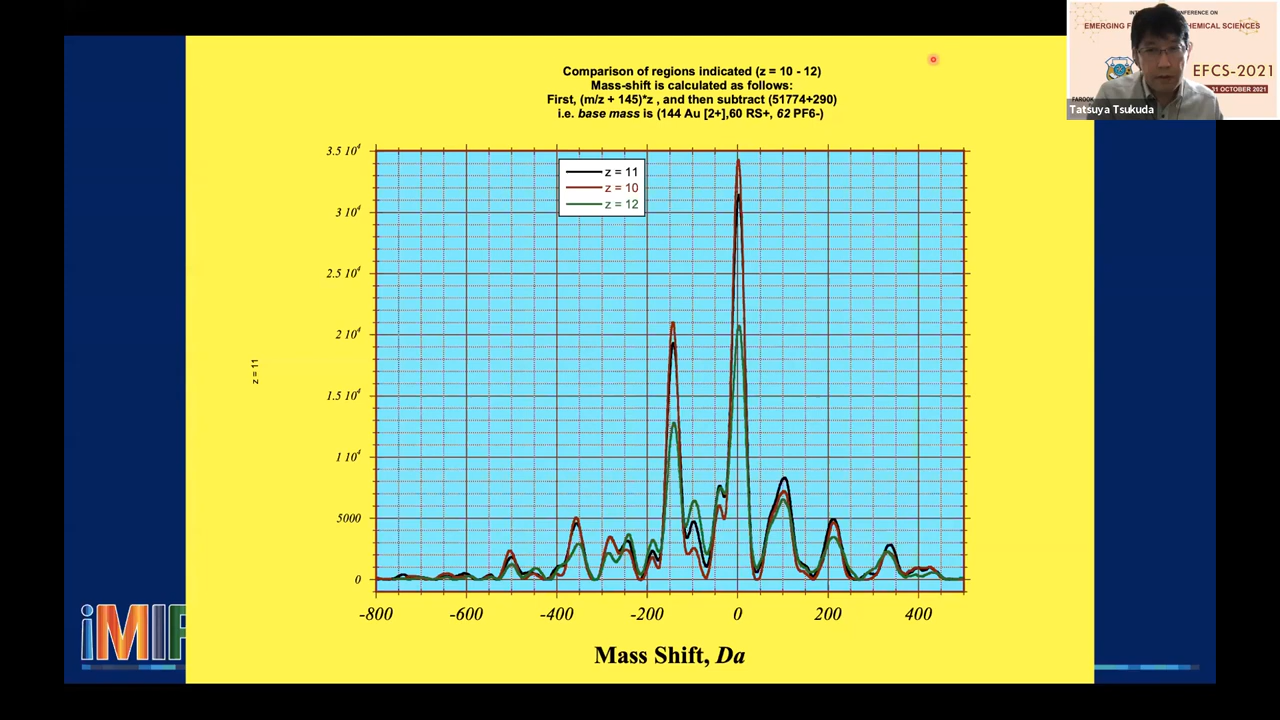 Comparison of regions indicated (z = 10 - 12)
Mass-shift is calculated as follows:
First, (m/z + 145)*z , and then subtract (51774+290)
i.e. base mass is (144 Au [2+],60 RS+, 62 PF6-)
3.5 10⁴
3 10⁴
2.5 10⁴
2 10⁴
1.5 10⁴
1 10⁴
5000
0
z = 11
z = 11
z = 10
z = 12
-800
-600
-400
-200
0
200
400
Mass Shift, Da
EMERGING
CHEMICAL SCIENCES
EFCS-2021
31 OCTOBER 2021
Tatsuya Tsukuda